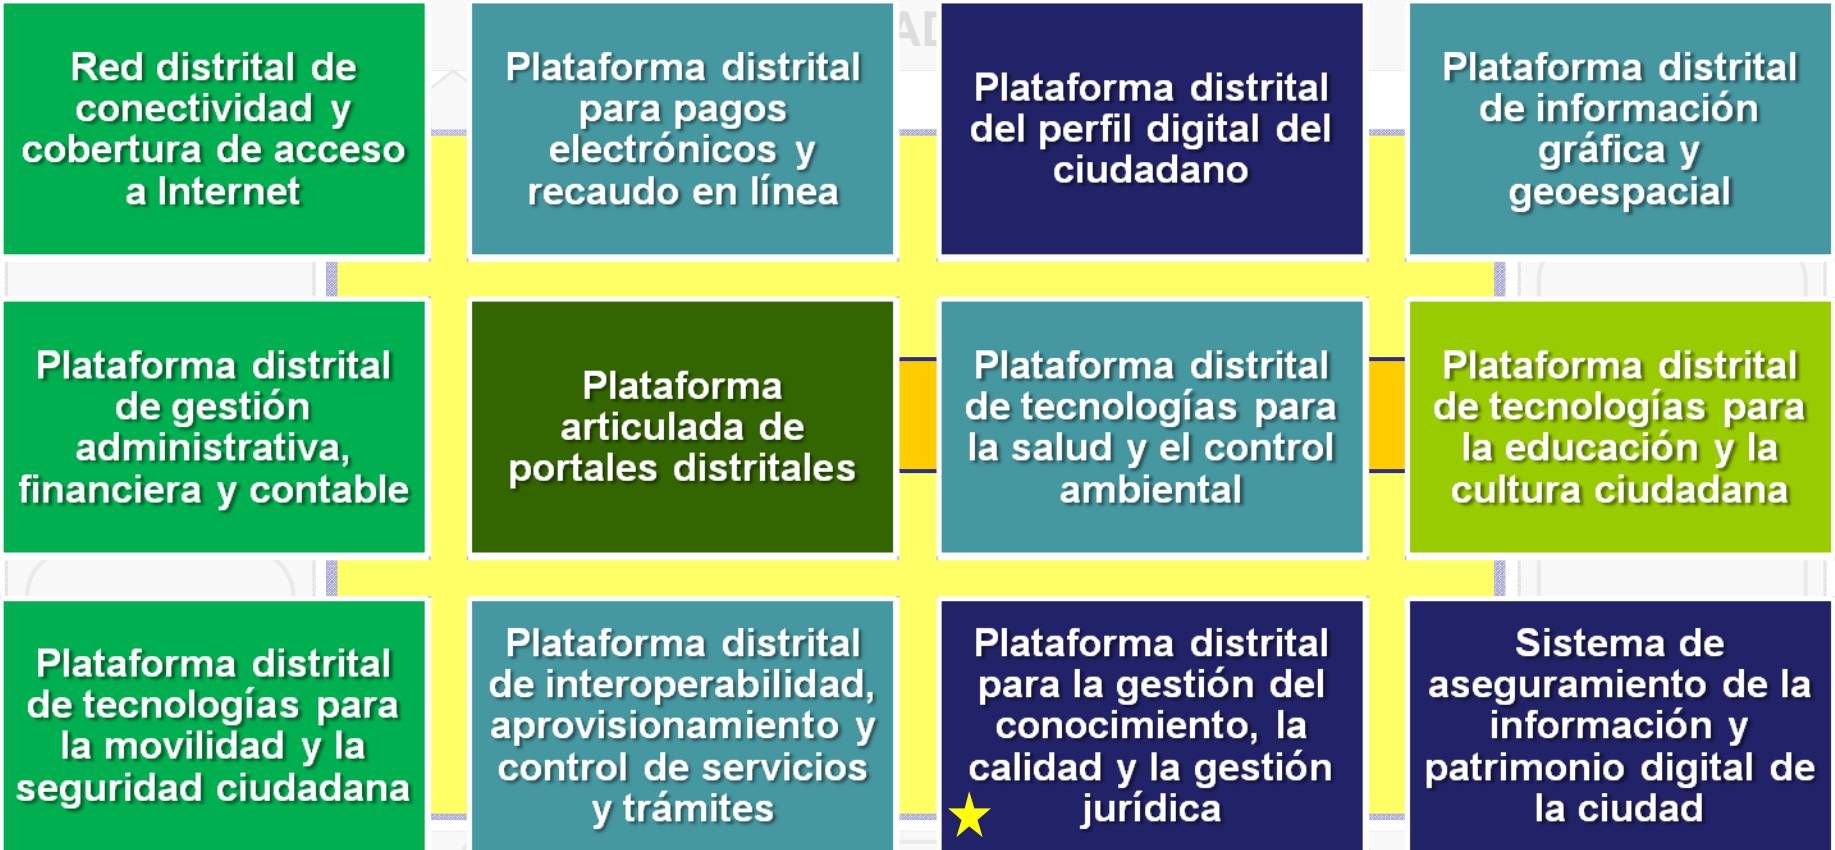 Red distrital de
conectividad y
cobertura de acceso
a Internet
Plataforma distrital
para pagos
electrónicos y
recaudo en línea
Plataforma distrital
del perfil digital del
ciudadano
Plataforma distrital
de información
gráfica y
geoespacial
Plataforma distrital
de gestión
administrativa,
financiera y contable
Plataforma
articulada de
portales distritales
Plataforma distrital
de tecnologías para
la salud y el control
ambiental
Plataforma distrital
de tecnologías para
la educación y la
cultura ciudadana
Plataforma distrital
de tecnologías para
la movilidad y la
seguridad ciudadana
Plataforma distrital
de interoperabilidad,
aprovisionamiento y
control de servicios
y trámites
Plataforma distrital
para la gestión del
conocimiento, la
calidad y la gestión
jurídica
Sistema de
aseguramiento de la
información y
patrimonio digital de
la ciudad